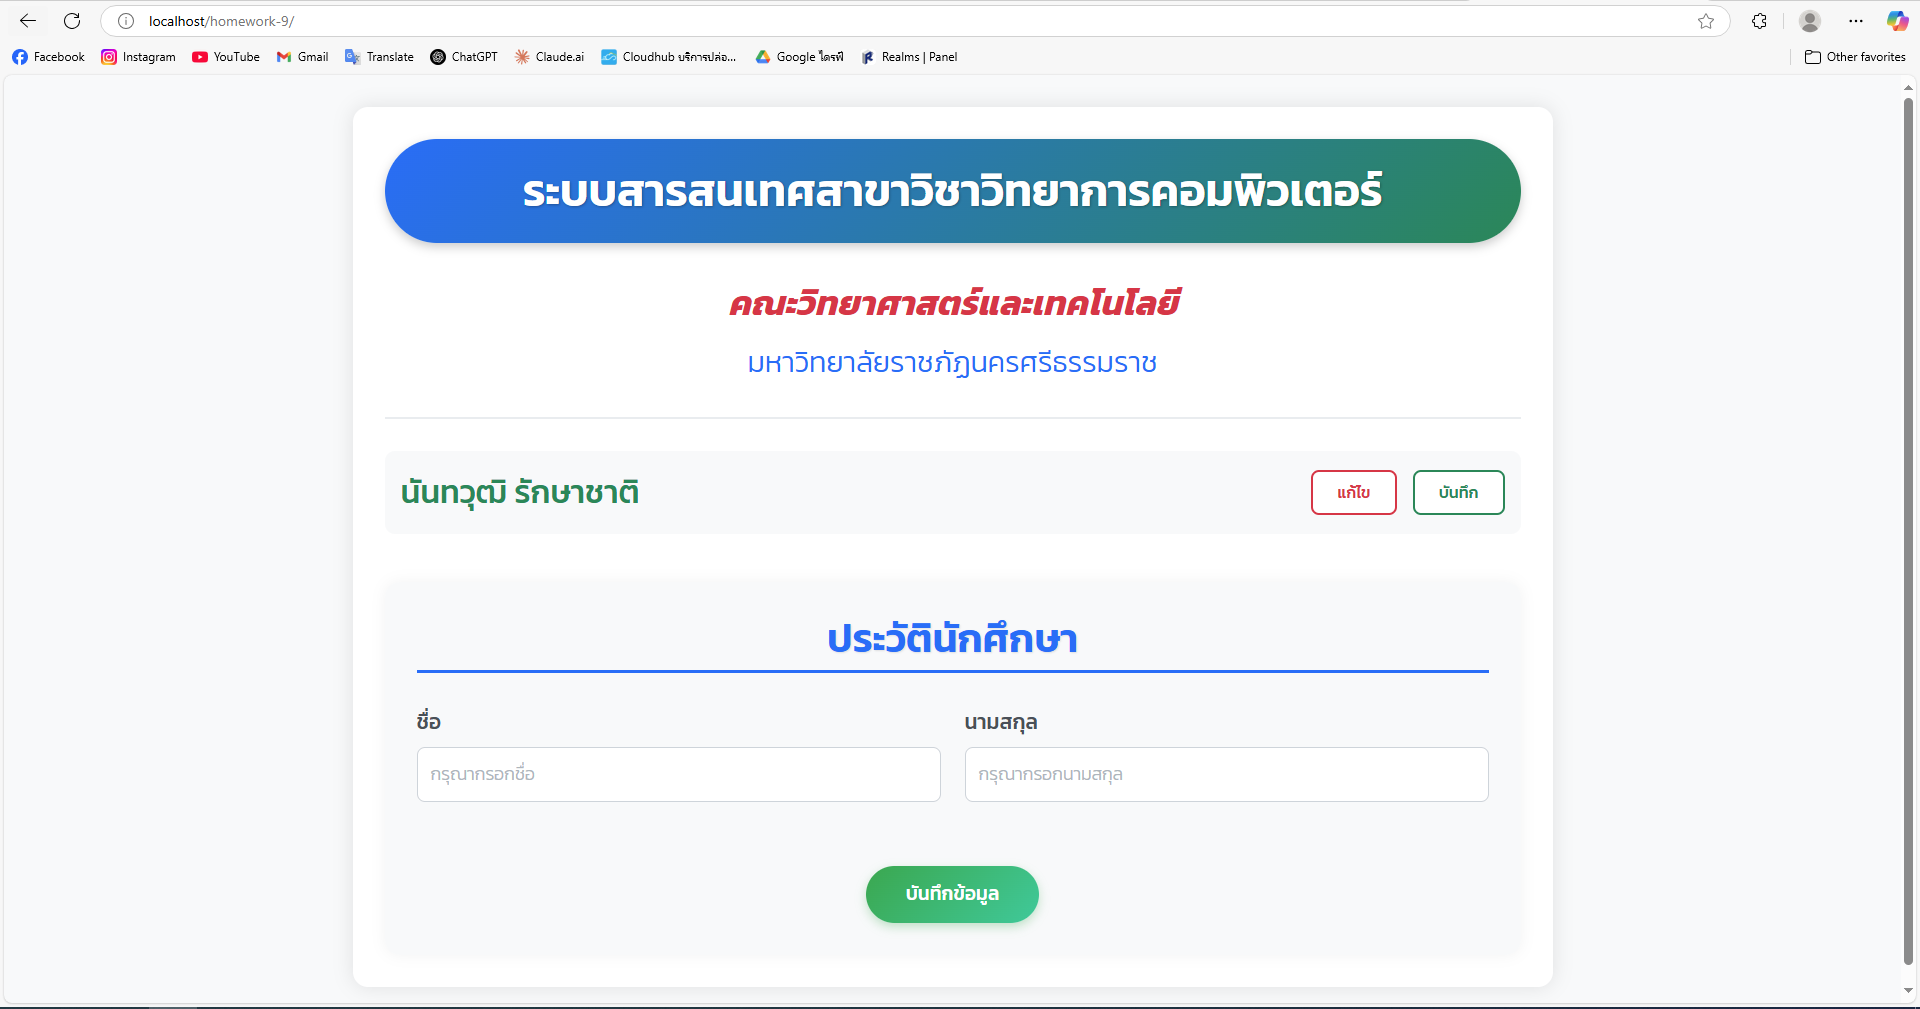 localhost/homework-9/
Facebook Instagram YouTube Gmail Translate ChatGPT Claude.ai Cloudhub บริการปล่อ... Google ไดรฟ์ Realms | Panel Other favorites
ระบบสารสนเทศสาขาวิชาวิทยาการคอมพิวเตอร์
คณะวิทยาศาสตร์และเทคโนโลยี
มหาวิทยาลัยราชภัฏนครศรีธรรมราช
นันทวุฒิ รักษาชาติ แก้ไข บันทึก
ประวัตินักศึกษา
ชื่อ นามสกุล
กรุณากรอกชื่อ กรุณากรอกนามสกุล
บันทึกข้อมูล